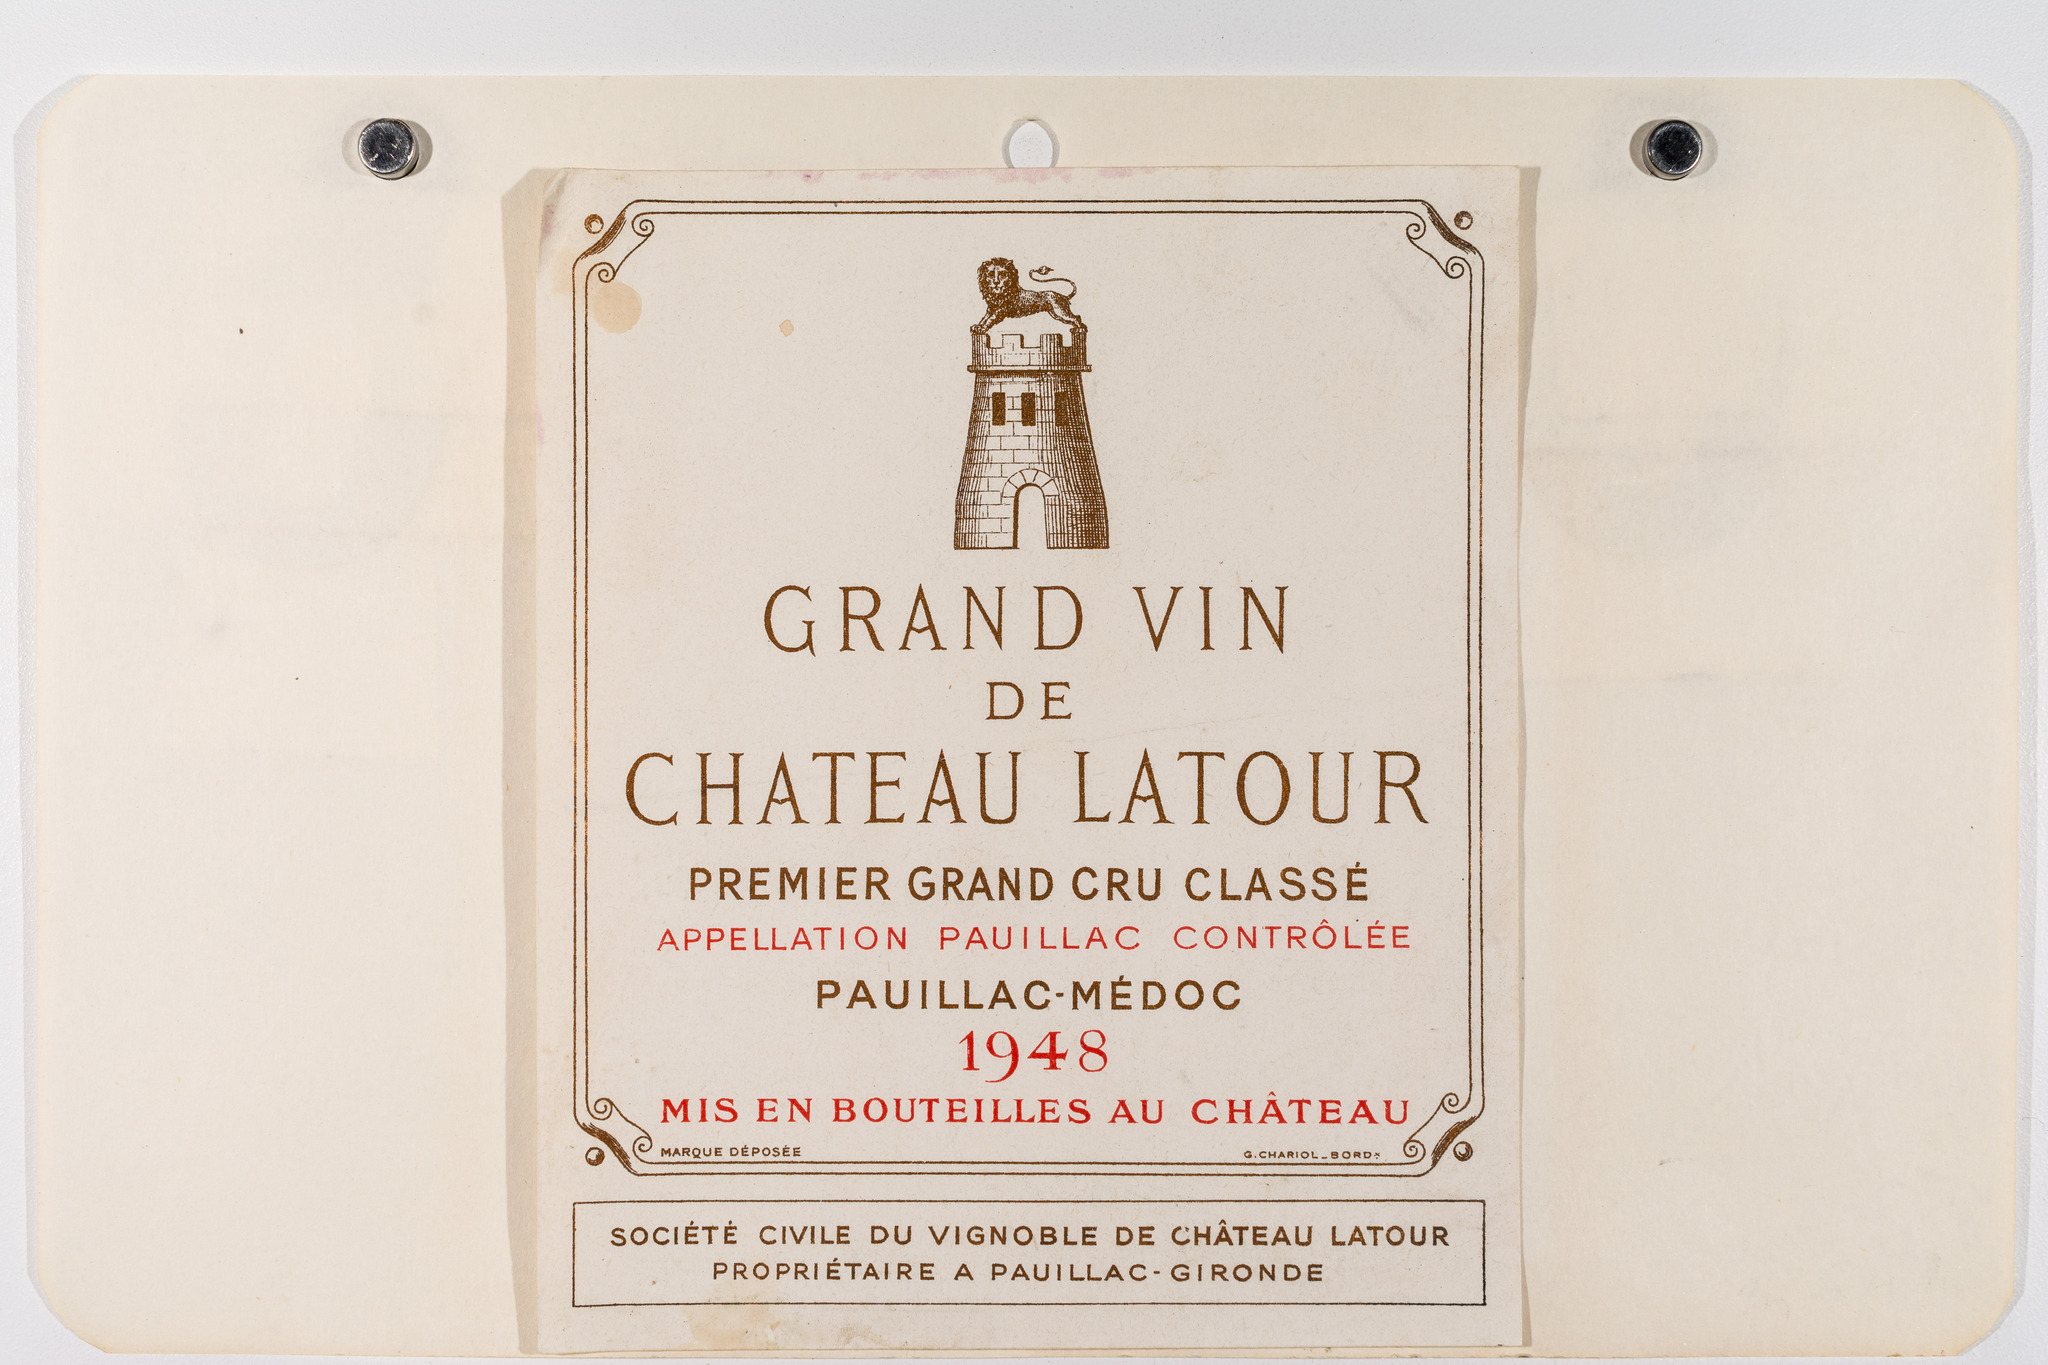 GRAND VIN
DE
CHATEAU LATOUR
PREMIER GRAND CRU CLASSÉ
APPELLATION PAUILLAC CONTRÔLÉE
PAUILLAC-MÉDOC
1948
MIS EN BOUTEILLES AU CHÂTEAU
MARQUE DÉPOSÉE G. CHARIOL_BORDX
SOCIÉTÉ CIVILE DU VIGNOBLE DE CHÂTEAU LATOUR
PROPRIÉTAIRE A PAUILLAC-GIRONDE